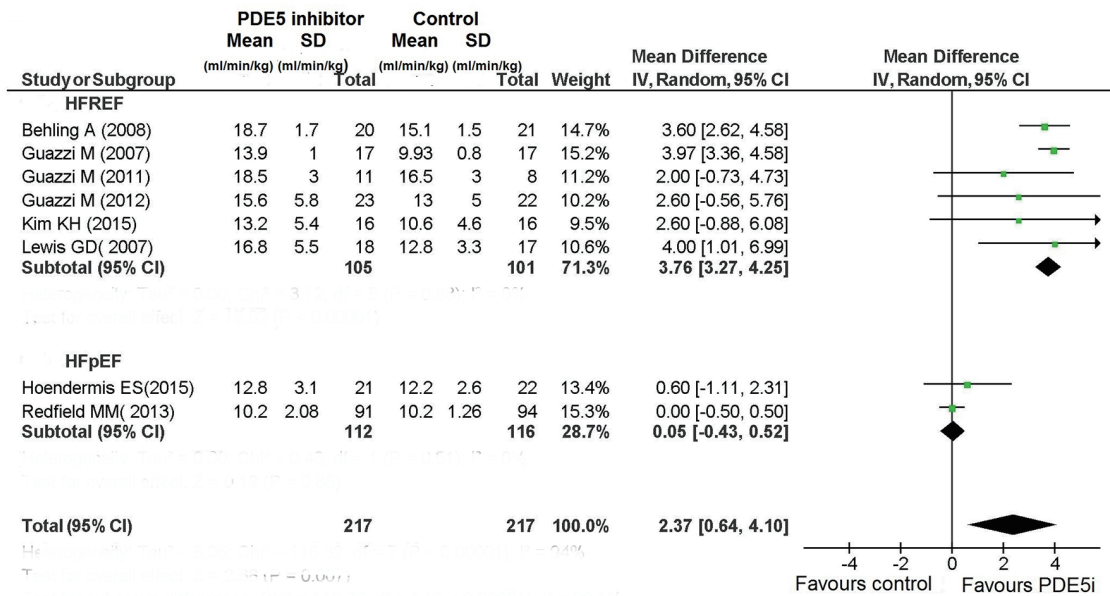 PDE5 inhibitor Control
Mean SD Mean SD Mean Difference Mean Difference
(ml/min/kg) (ml/min/kg) (ml/min/kg) (ml/min/kg)
Study or Subgroup Total Total Weight IV, Random, 95% CI IV, Random, 95% CI
HFREF
Behling A (2008) 18.7 1.7 20 15.1 1.5 21 14.7% 3.60 [2.62, 4.58]
Guazzi M (2007) 13.9 1 17 9.93 0.8 17 15.2% 3.97 [3.36, 4.58]
Guazzi M (2011) 18.5 3 11 16.5 3 8 11.2% 2.00 [-0.73, 4.73]
Guazzi M (2012) 15.6 5.8 23 13 5 22 10.2% 2.60 [-0.56, 5.76]
Kim KH (2015) 13.2 5.4 16 10.6 4.6 16 9.5% 2.60 [-0.88, 6.08]
Lewis GD( 2007) 16.8 5.5 18 12.8 3.3 17 10.6% 4.00 [1.01, 6.99]
Subtotal (95% CI) 105 101 71.3% 3.76 [3.27, 4.25]
HFpEF
Hoendermis ES(2015) 12.8 3.1 21 12.2 2.6 22 13.4% 0.60 [-1.11, 2.31]
Redfield MM( 2013) 10.2 2.08 91 10.2 1.26 94 15.3% 0.00 [-0.50, 0.50]
Subtotal (95% CI) 112 116 28.7% 0.05 [-0.43, 0.52]
Total (95% CI) 217 217 100.0% 2.37 [0.64, 4.10]
-4 -2 0 2 4
Favours control Favours PDE5i